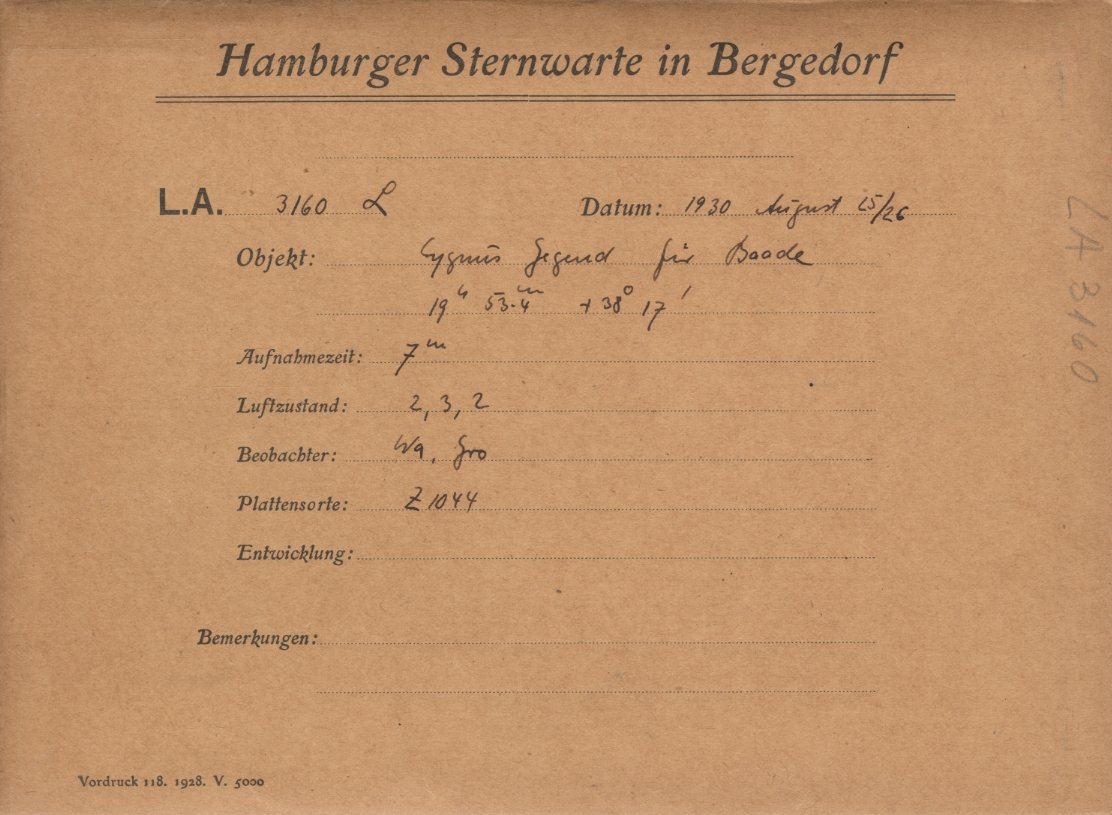 Hamburger Sternwarte in Bergedorf
L.A. 3160 L Datum: 1930 August 25/26
Objekt: Cygnus Gegend für Baade
19h 53.4m + 38° 17'
Aufnahmezeit: 7m
Luftzustand: 2, 3, 2
Beobachter: Wa, Gro
Plattensorte: Z 1044
Entwicklung:
Bemerkungen:
Vordruck 118. 1928. V. 5000
LA 3160